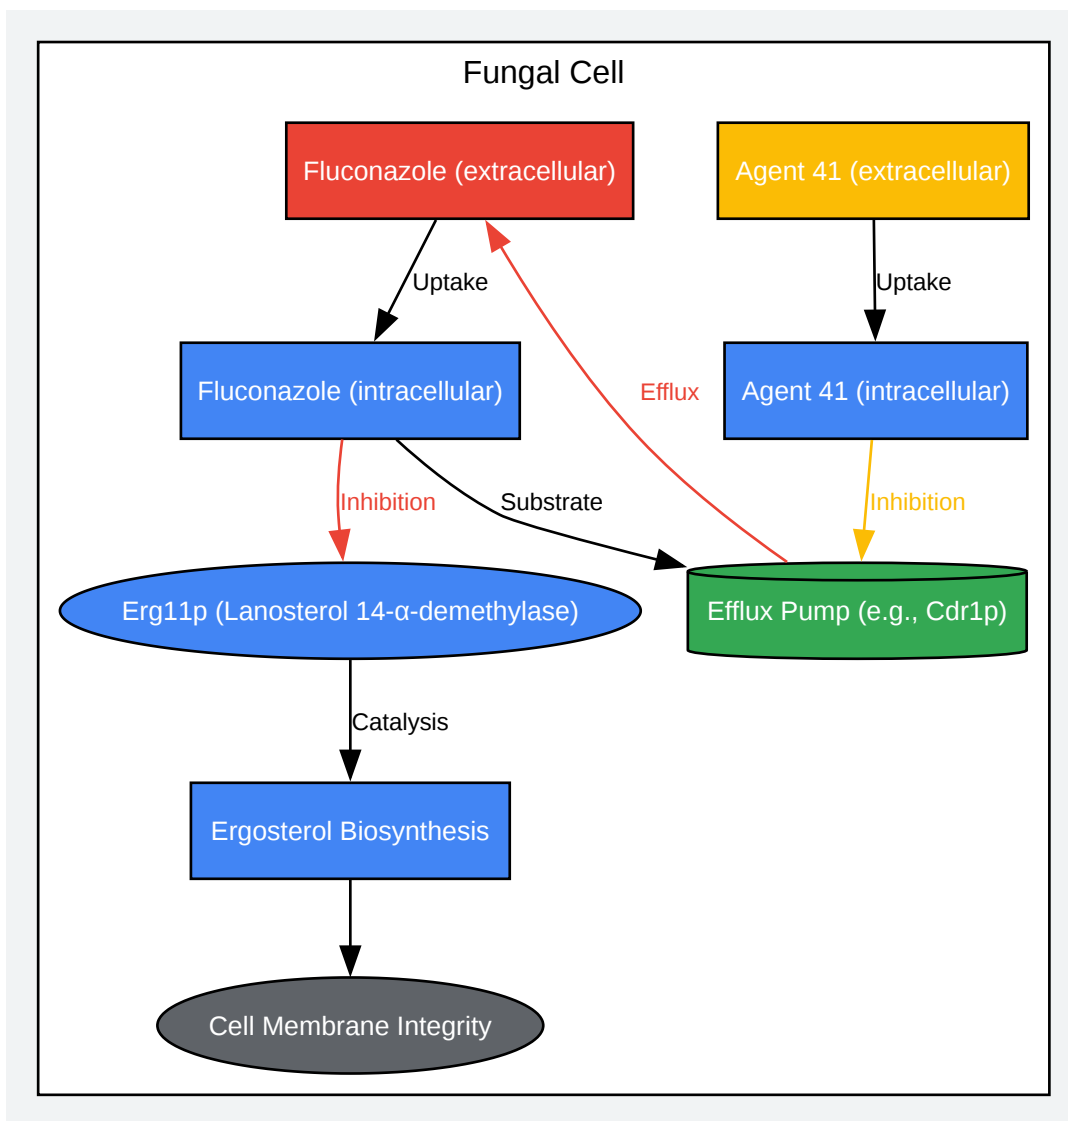 Fungal Cell
Fluconazole (extracellular)
Agent 41 (extracellular)
Uptake
Uptake
Fluconazole (intracellular)
Efflux
Agent 41 (intracellular)
Inhibition
Substrate
Inhibition
Erg11p (Lanosterol 14-α-demethylase)
Efflux Pump (e.g., Cdr1p)
Catalysis
Ergosterol Biosynthesis
Cell Membrane Integrity